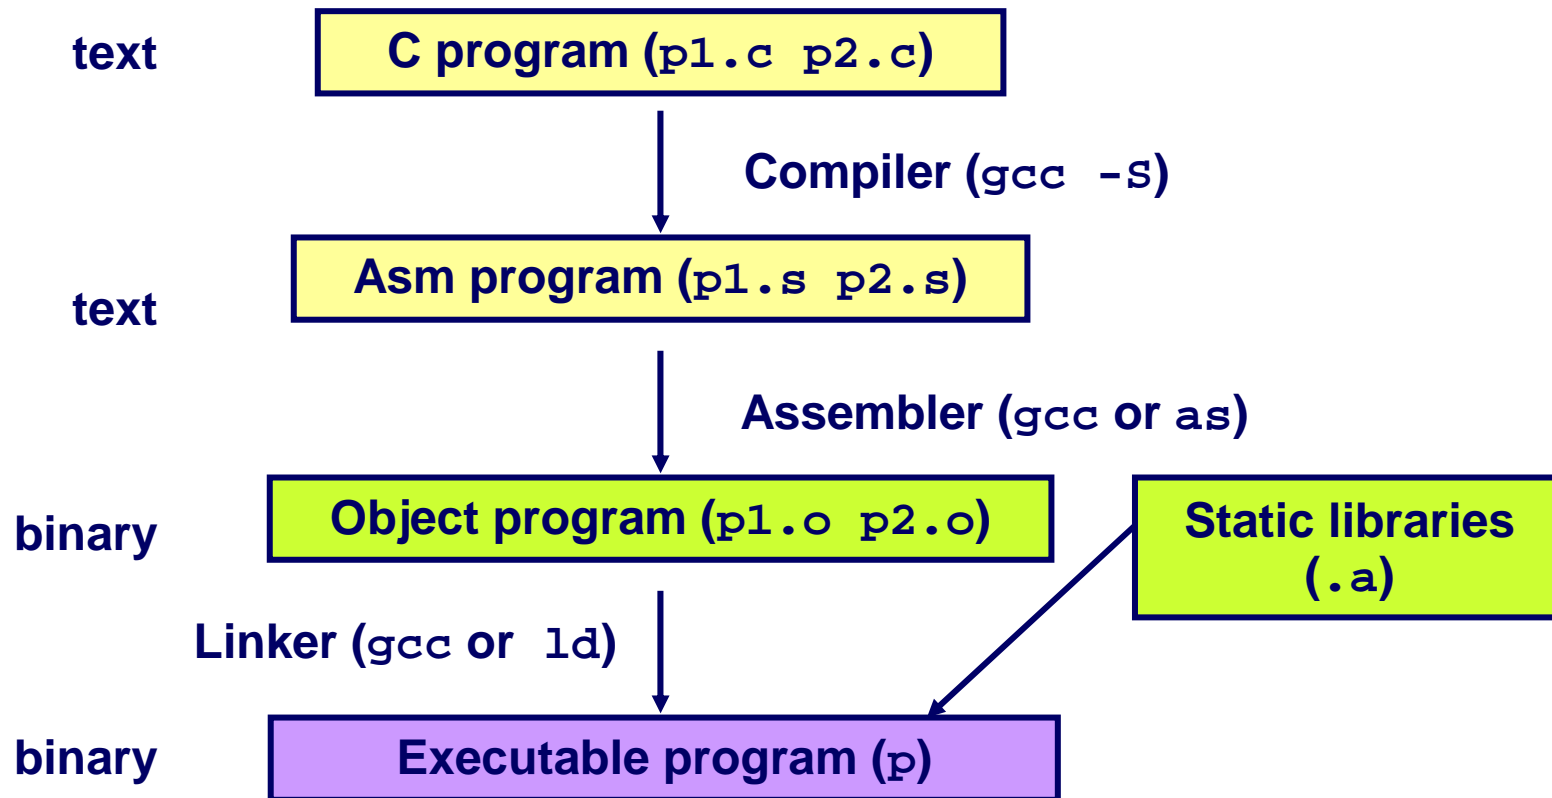 text
C program (p1.c p2.c)
Compiler (gcc -S)
text
Asm program (p1.s p2.s)
Assembler (gcc or as)
binary
Object program (p1.o p2.o)
Static libraries
(.a)
Linker (gcc or ld)
binary
Executable program (p)